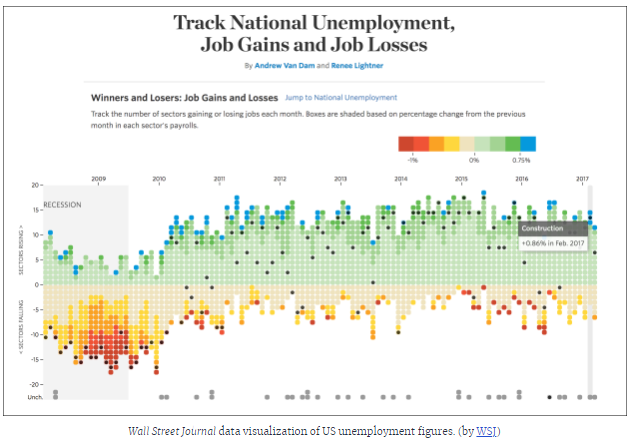 Track National Unemployment,
Job Gains and Job Losses
By Andrew Van Dam and Renee Lightner
Winners and Losers: Job Gains and Losses Jump to National Unemployment
Track the number of sectors gaining or losing jobs each month. Boxes are shaded based on percentage change from the previous
month in each sector's payrolls.
-1% 0% 0.75%
2009 2010 2011 2012 2013 2014 2015 2016 2017
20
RECESSION
15
Construction
+0.86% in Feb. 2017
10
5
0
-5
-10
-15
-20
Unch.
SECTORS RISING >
< SECTORS FALLING
Wall Street Journal data visualization of US unemployment figures. (by WSJ)